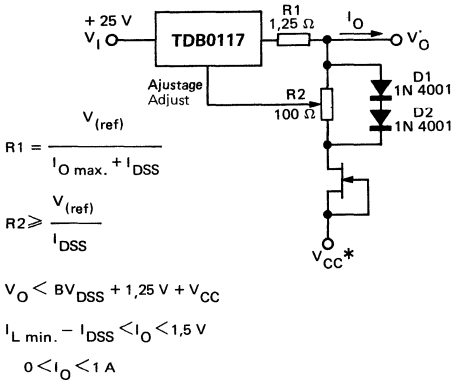 + 25 V
V_I
TDB0117
R1
1,25 Ω
I_O
V'_O
Ajustage
Adjust
R2
100 Ω
D1
1N 4001
D2
1N 4001
V_CC*
R1 = V_(ref) / (I_O max. + I_DSS)
R2 ⩾ V_(ref) / I_DSS
V_O < BV_DSS + 1,25 V + V_CC
I_L min. − I_DSS < I_O < 1,5 V
0 < I_O < 1 A